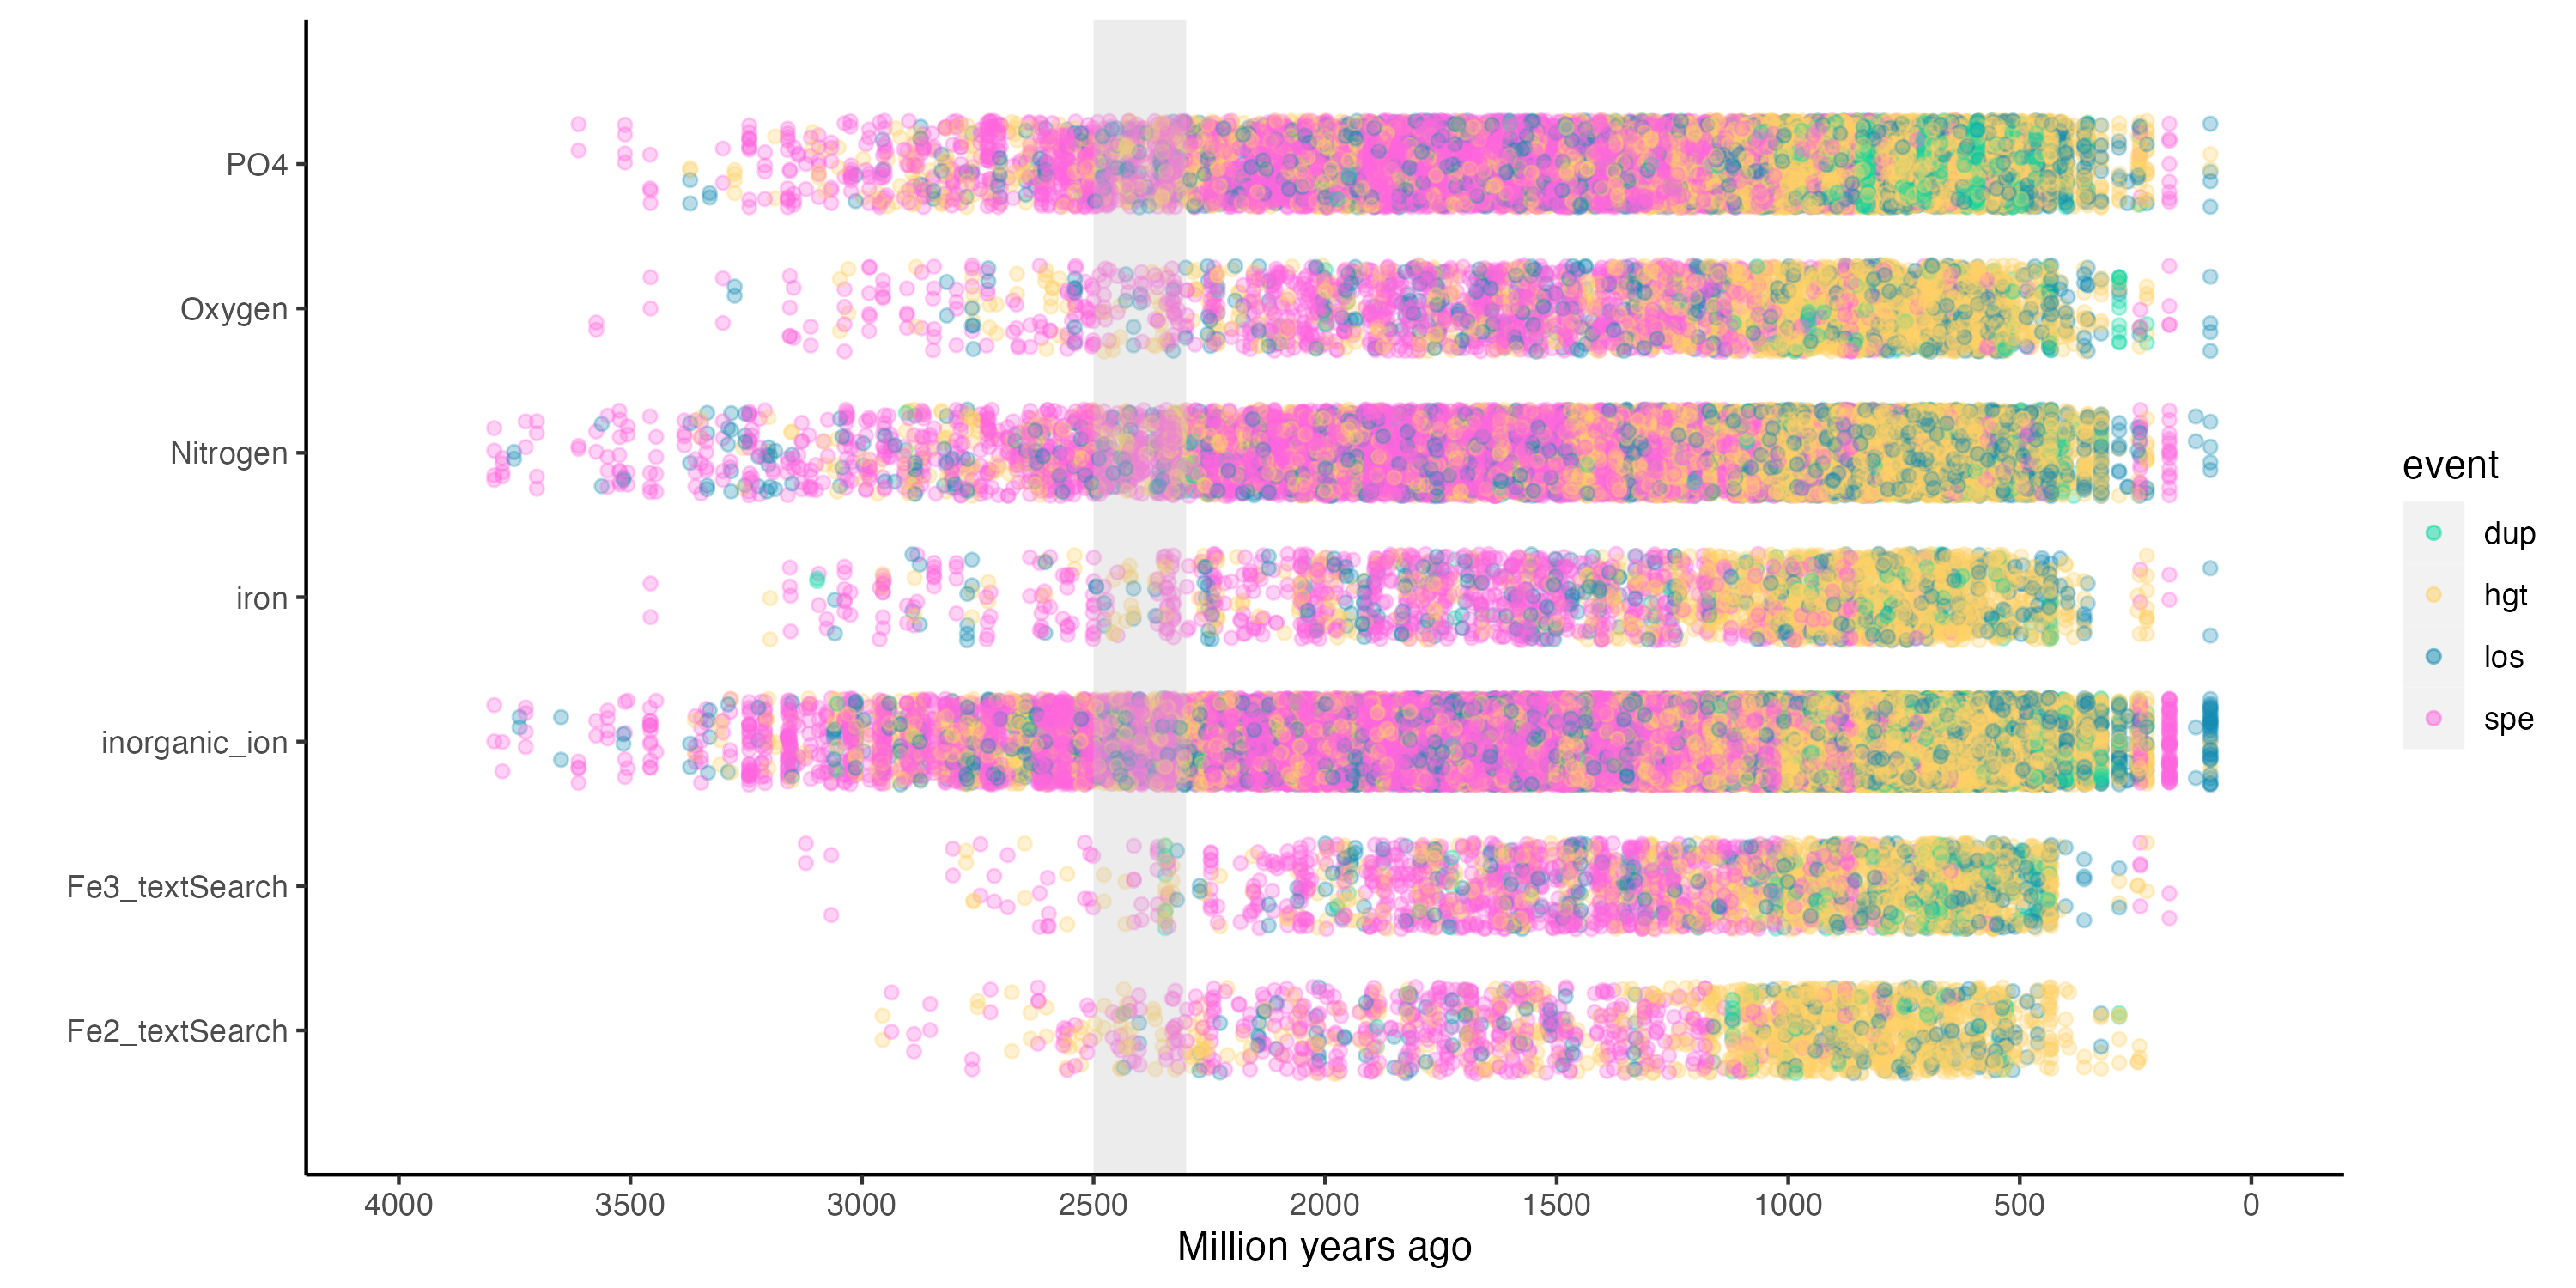 PO4
Oxygen
Nitrogen
iron
inorganic_ion
Fe3_textSearch
Fe2_textSearch
4000 3500 3000 2500 2000 1500 1000 500 0
Million years ago
event
dup
hgt
los
spe